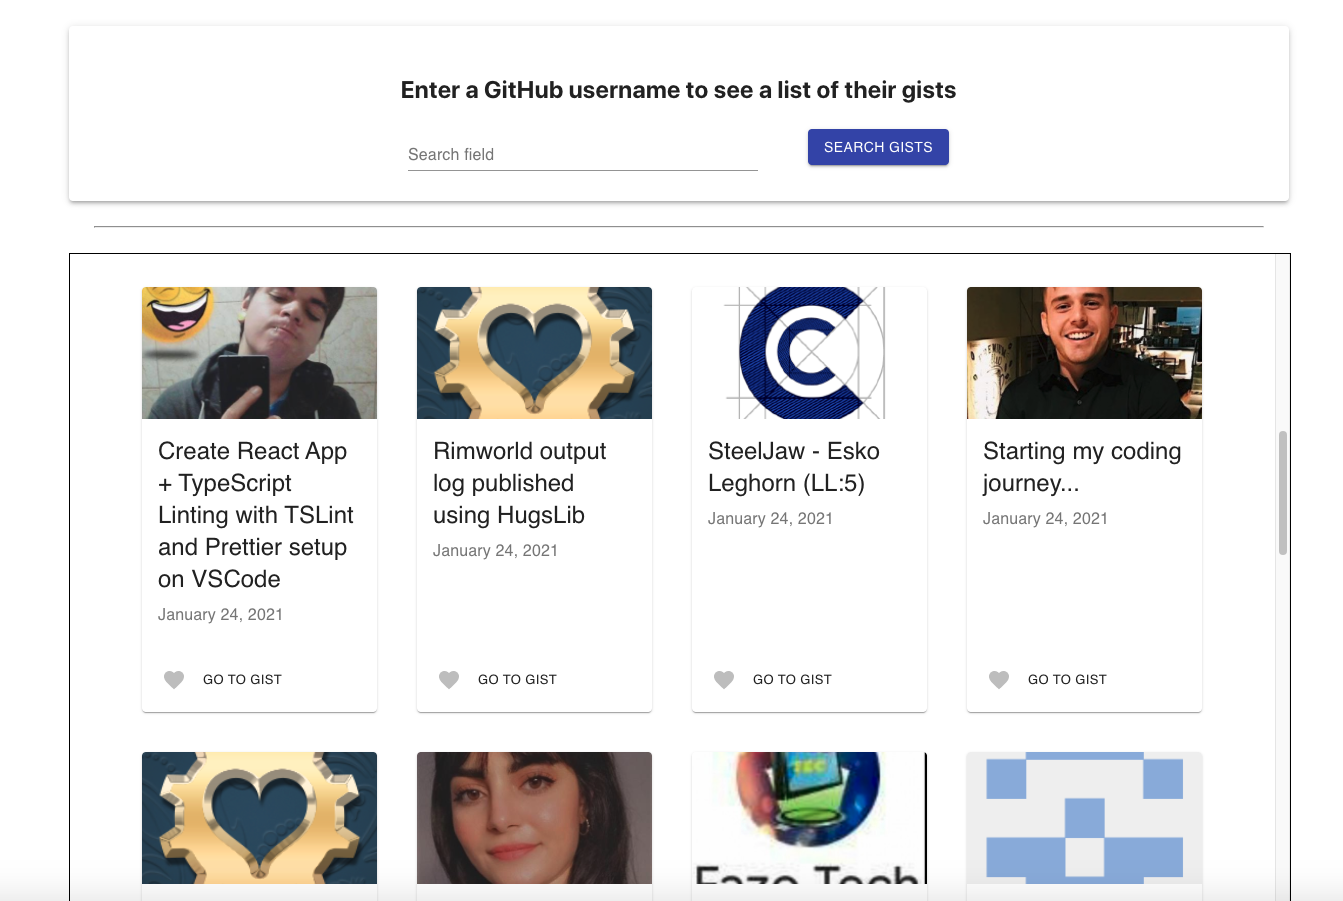 Enter a GitHub username to see a list of their gists
Search field
SEARCH GISTS
Create React App
+ TypeScript
Linting with TSLint
and Prettier setup
on VSCode
January 24, 2021
GO TO GIST
Rimworld output
log published
using HugsLib
January 24, 2021
GO TO GIST
SteelJaw - Esko
Leghorn (LL:5)
January 24, 2021
GO TO GIST
Starting my coding
journey...
January 24, 2021
GO TO GIST
Fazo Tech